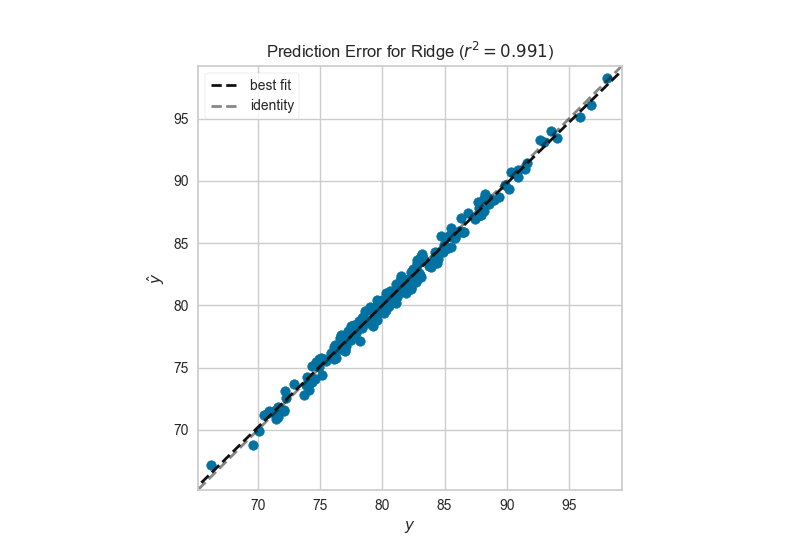 Prediction Error for Ridge ($r^2 = 0.991$)
best fit
identity
95
90
85
80
75
70
ŷ
70 75 80 85 90 95
y